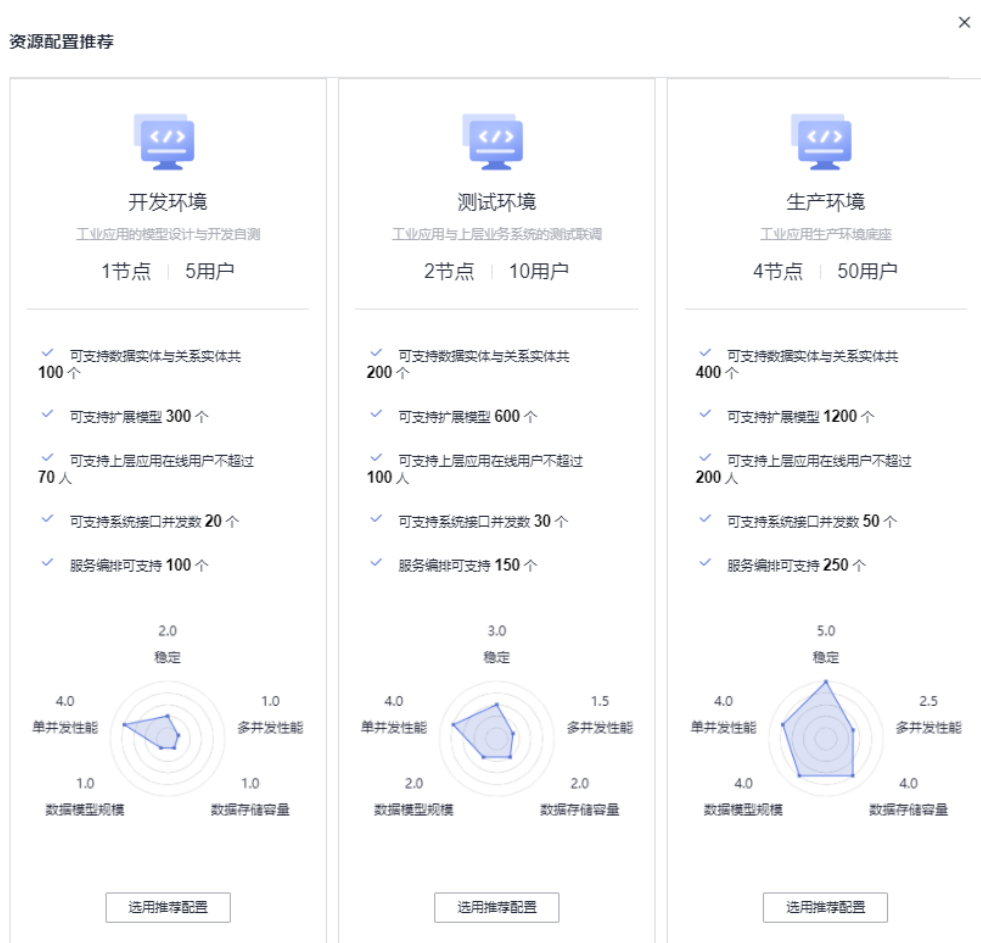 资源配置推荐
开发环境
工业应用的模型设计与开发自测
1节点 | 5用户
可支持数据实体与关系实体共
100 个
可支持扩展模型 300 个
可支持上层应用在线用户不超过
70 人
可支持系统接口并发数 20 个
服务编排可支持 100 个
2.0
稳定
4.0
单并发性能
1.0
多并发性能
1.0
数据模型规模
1.0
数据存储容量
选用推荐配置
测试环境
工业应用与上层业务系统的测试联调
2节点 | 10用户
可支持数据实体与关系实体共
200 个
可支持扩展模型 600 个
可支持上层应用在线用户不超过
100 人
可支持系统接口并发数 30 个
服务编排可支持 150 个
3.0
稳定
4.0
单并发性能
1.5
多并发性能
2.0
数据模型规模
2.0
数据存储容量
选用推荐配置
生产环境
工业应用生产环境底座
4节点 | 50用户
可支持数据实体与关系实体共
400 个
可支持扩展模型 1200 个
可支持上层应用在线用户不超过
200 人
可支持系统接口并发数 50 个
服务编排可支持 250 个
5.0
稳定
4.0
单并发性能
2.5
多并发性能
4.0
数据模型规模
4.0
数据存储容量
选用推荐配置